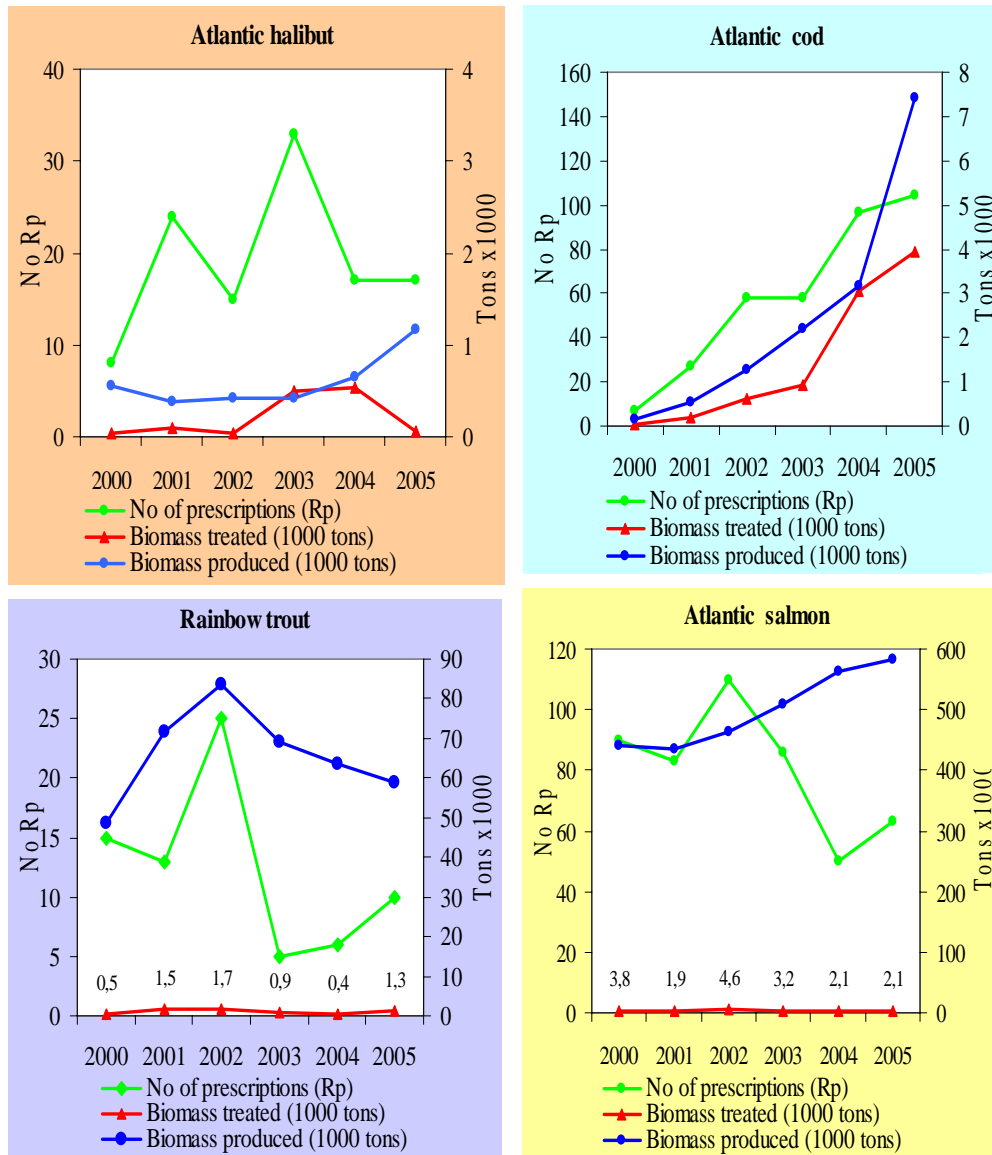 Atlantic halibut
40
30
20
10
0
No Rp
4
3
2
1
0
Tons x1000
2000 2001 2002 2003 2004 2005
No of prescriptions (Rp)
Biomass treated (1000 tons)
Biomass produced (1000 tons)
Atlantic cod
160
140
120
100
80
60
40
20
0
No Rp
8
7
6
5
4
3
2
1
0
Tons x1000
2000 2001 2002 2003 2004 2005
No of prescriptions (Rp)
Biomass treated (1000 tons)
Biomass produced (1000 tons)
Rainbow trout
30
25
20
15
10
5
0
No Rp
90
80
70
60
50
40
30
20
10
0
Tons x1000
0,5 1,5 1,7 0,9 0,4 1,3
2000 2001 2002 2003 2004 2005
No of prescriptions (Rp)
Biomass treated (1000 tons)
Biomass produced (1000 tons)
Atlantic salmon
120
100
80
60
40
20
0
No Rp
600
500
400
300
200
100
0
Tons x100(
3,8 1,9 4,6 3,2 2,1 2,1
2000 2001 2002 2003 2004 2005
No of prescriptions (Rp)
Biomass treated (1000 tons)
Biomass produced (1000 tons)